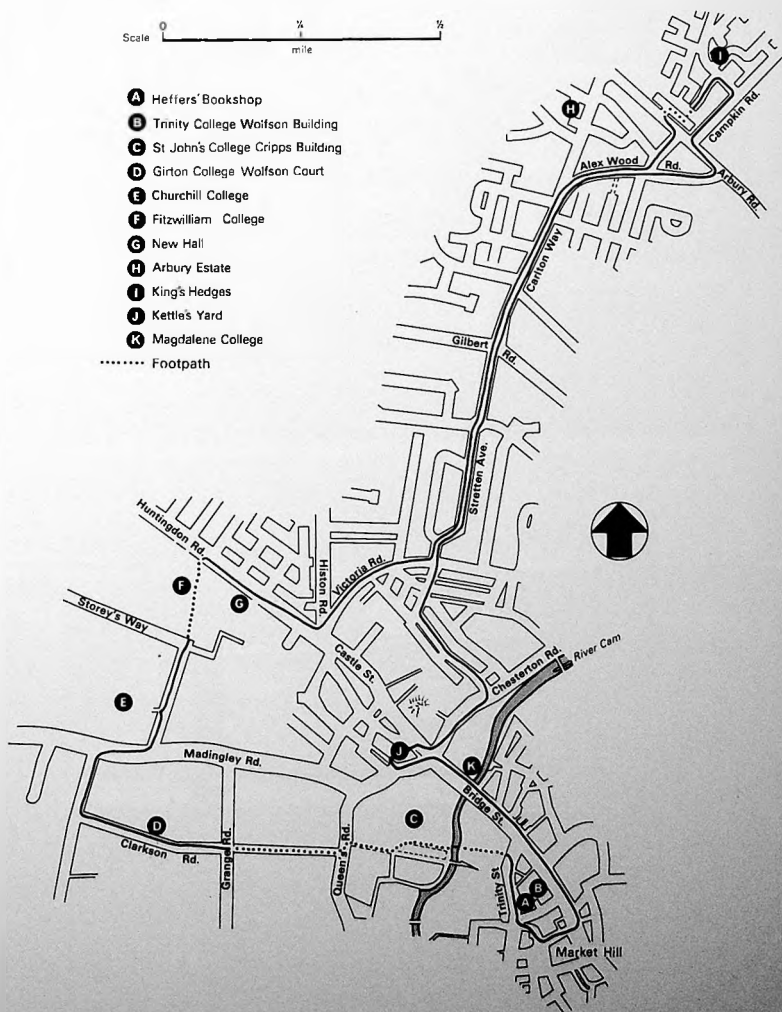 0 ¼ ½
Scale
mile
A Heffers' Bookshop
B Trinity College Wolfson Building
C St John's College Cripps Building
D Girton College Wolfson Court
E Churchill College
F Fitzwilliam College
G New Hall
H Arbury Estate
I King's Hedges
J Kettle's Yard
K Magdalene College
Footpath
I
Campkin Rd.
H
Alex Wood Rd.
Arbury Rd.
Carlton Way
Gilbert Rd.
Stretten Ave.
Huntingdon Rd.
Histon Rd.
Victoria Rd.
F
G
Storey's Way
Castle St.
Chesterton Rd.
River Cam
E
Madingley Rd.
J
K
Bridge St.
D
Clarkson Rd.
Grange Rd.
Queen's Rd.
C
Trinity St
A
B
Market Hill